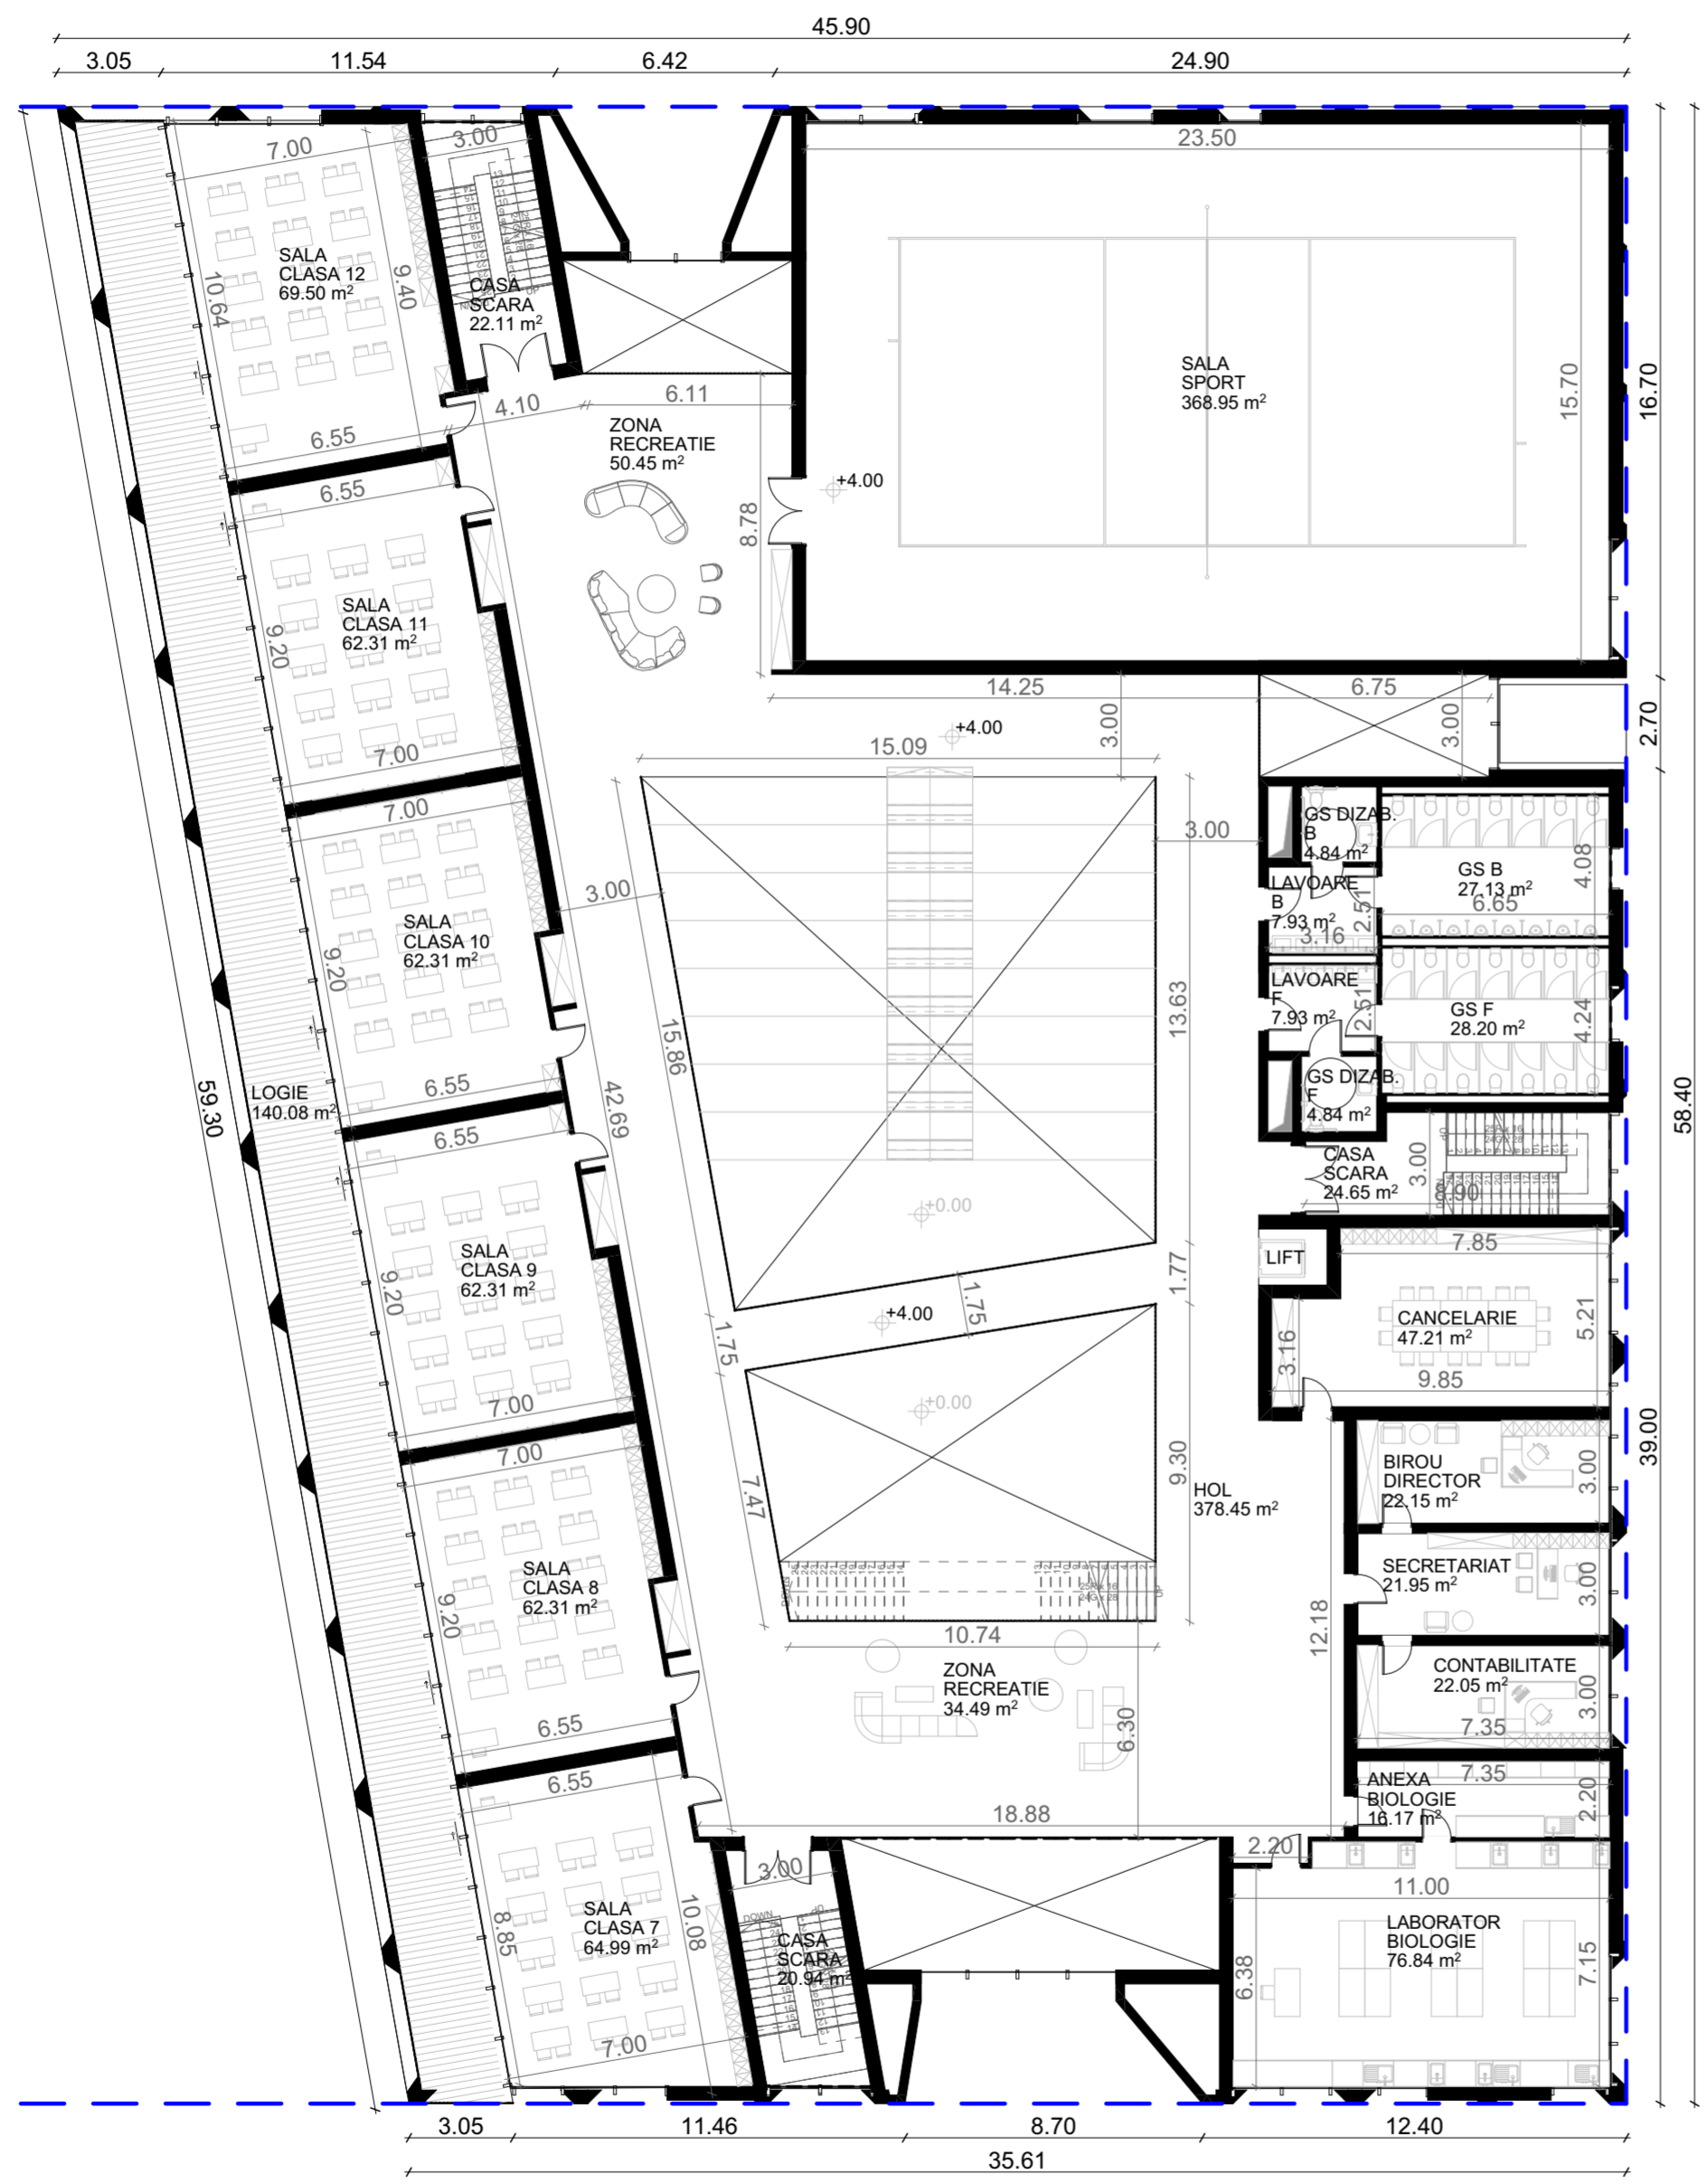 45.90
3.05 11.54 6.42 24.90
7.00
3.00
23.50
SALA
CLASA 12
69.50 m²
10.64
9.40
CASA
SCARA
22.11 m²
UP
SALA
SPORT
368.95 m²
15.70
16.70
4.10
6.11
6.55
ZONA
RECREATIE
50.45 m²
+4.00
8.78
6.55
SALA
CLASA 11
62.31 m²
9.20
7.00
14.25
6.75
3.00
3.00
2.70
+4.00
15.09
7.00
SALA
CLASA 10
62.31 m²
9.20
6.55
3.00
3.00
GS DIZAB.
B
4.84 m²
LAVOARE
B
7.93 m²
2.51
3.16
GS B
27.13 m²
6.65
4.08
LAVOARE
F
7.93 m²
2.51
GS F
28.20 m²
4.24
GS DIZAB.
F
4.84 m²
13.63
15.86
42.69
59.30
LOGIE
140.08 m²
58.40
6.55
CASA
SCARA
24.65 m²
3.00
8.90
UP
25R x 16
24G x 28
+0.00
SALA
CLASA 9
62.31 m²
9.20
7.00
LIFT
7.85
1.77
1.75
+4.00
1.75
CANCELARIE
47.21 m²
5.21
3.16
9.85
39.00
+0.00
7.00
7.47
9.30
HOL
378.45 m²
BIROU
DIRECTOR
22.15 m²
3.00
SALA
CLASA 8
62.31 m²
9.20
6.55
DOWN
25R x 16
24G x 28
UP
SECRETARIAT
21.95 m²
3.00
12.18
10.74
ZONA
RECREATIE
34.49 m²
6.30
CONTABILITATE
22.05 m²
3.00
7.35
6.55
7.35
ANEXA
BIOLOGIE
16.17 m²
2.20
18.88
2.20
3.00
10.08
8.85
SALA
CLASA 7
64.99 m²
7.00
DOWN
UP
CASA
SCARA
20.94 m²
11.00
LABORATOR
BIOLOGIE
76.84 m²
6.38
7.15
3.05 11.46 8.70 12.40
35.61